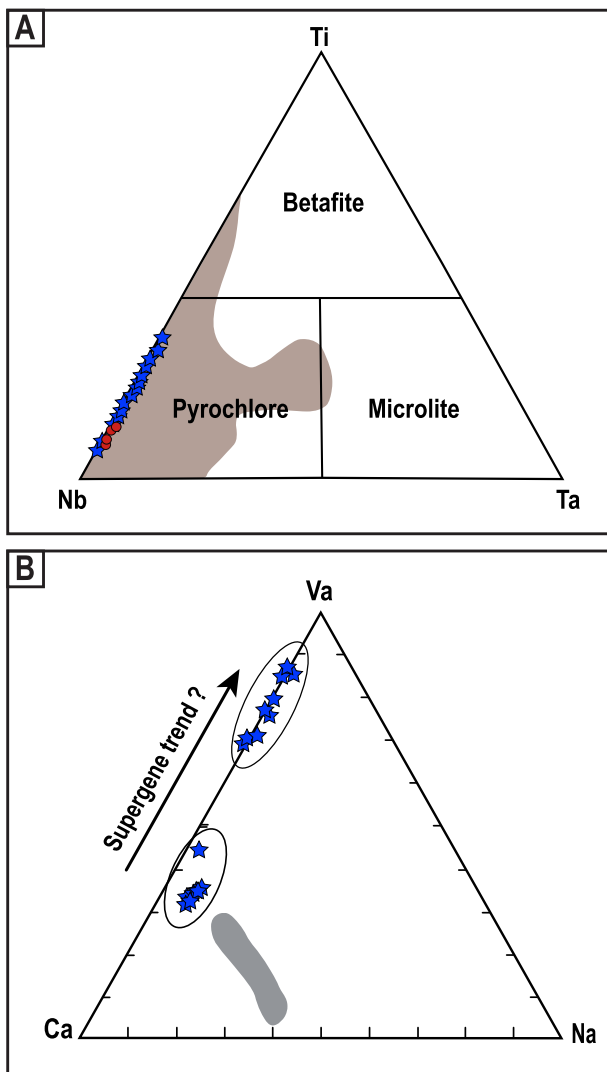 A
Ti
Betafite
Pyrochlore
Microlite
Nb
Ta
B
Va
Supergene trend ?
Ca
Na